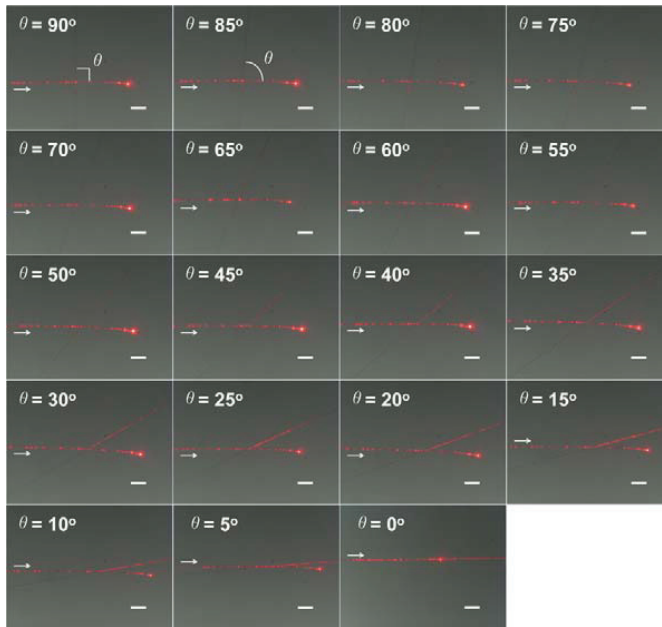 θ = 90º
θ
θ = 85º
θ
θ = 80º
θ = 75º
θ = 70º
θ = 65º
θ = 60º
θ = 55º
θ = 50º
θ = 45º
θ = 40º
θ = 35º
θ = 30º
θ = 25º
θ = 20º
θ = 15º
θ = 10º
θ = 5º
θ = 0º